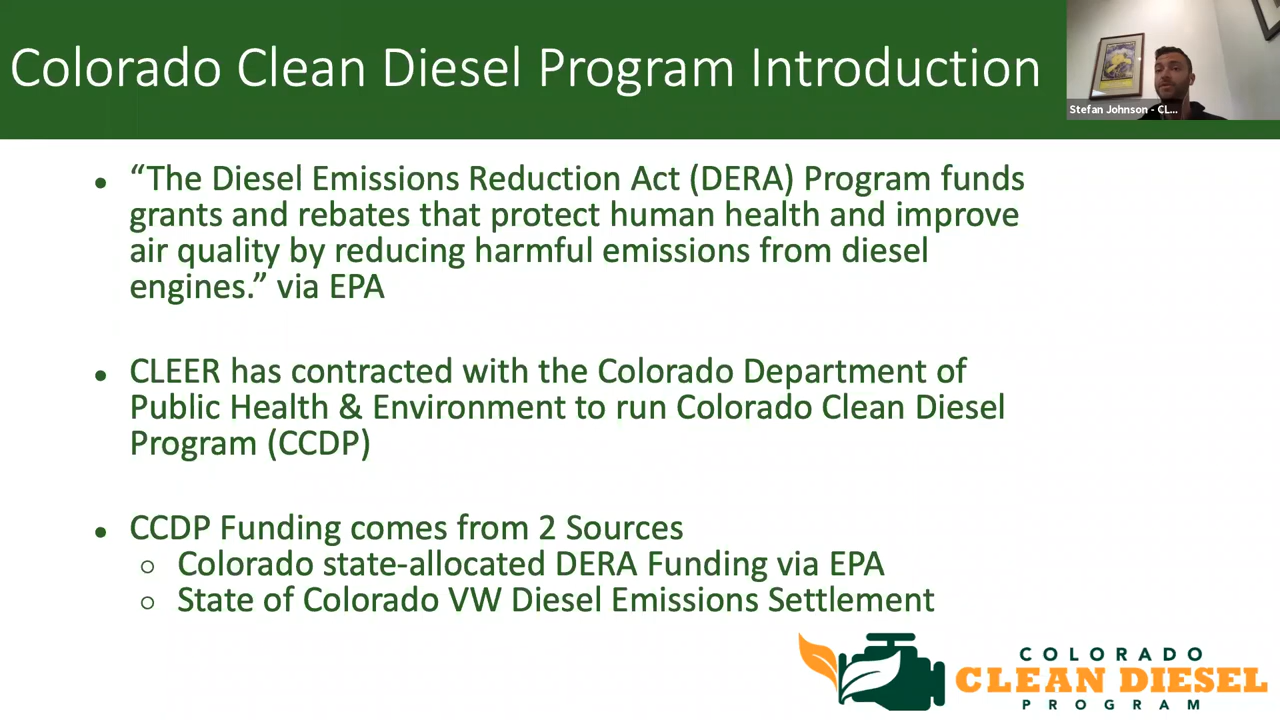 Colorado Clean Diesel Program Introduction
Stefan Johnson - CL...
• “The Diesel Emissions Reduction Act (DERA) Program funds
grants and rebates that protect human health and improve
air quality by reducing harmful emissions from diesel
engines.” via EPA
• CLEER has contracted with the Colorado Department of
Public Health & Environment to run Colorado Clean Diesel
Program (CCDP)
• CCDP Funding comes from 2 Sources
○ Colorado state-allocated DERA Funding via EPA
○ State of Colorado VW Diesel Emissions Settlement
COLORADO
CLEAN DIESEL
PROGRAM